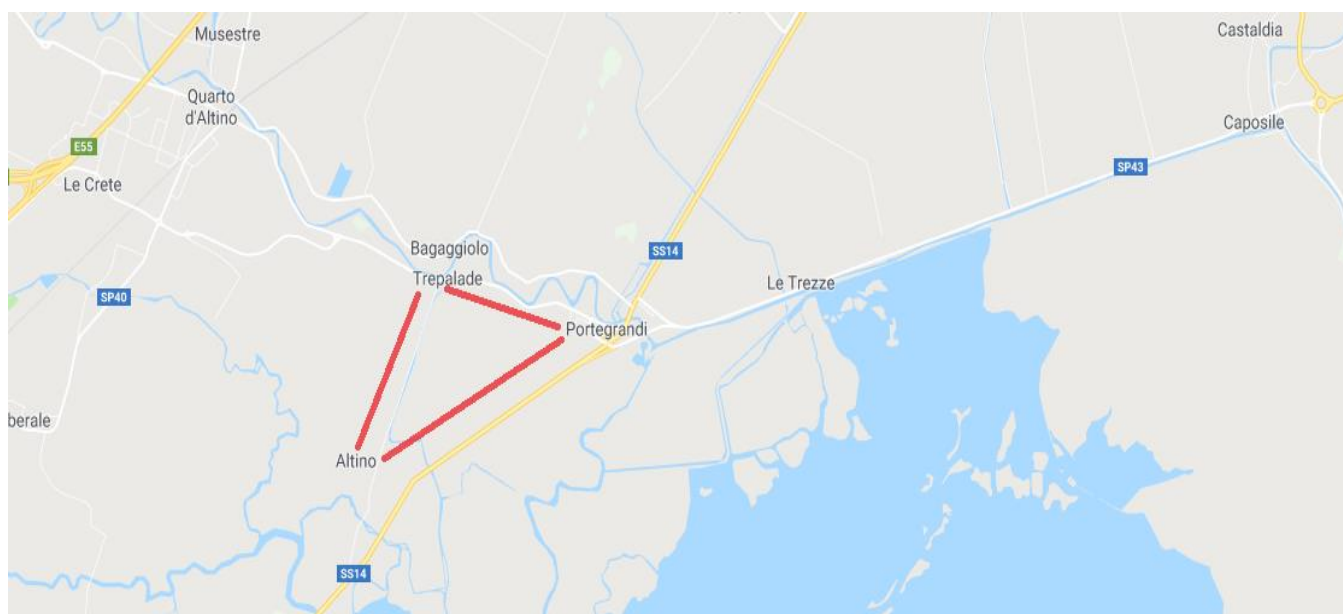 Musestre
Castaldia
Quarto
d'Altino
Caposile
E55
SP43
Le Crete
Bagaggiolo
SS14
Trepalade
Le Trezze
SP40
Portegrandi
berale
Altino
SS14